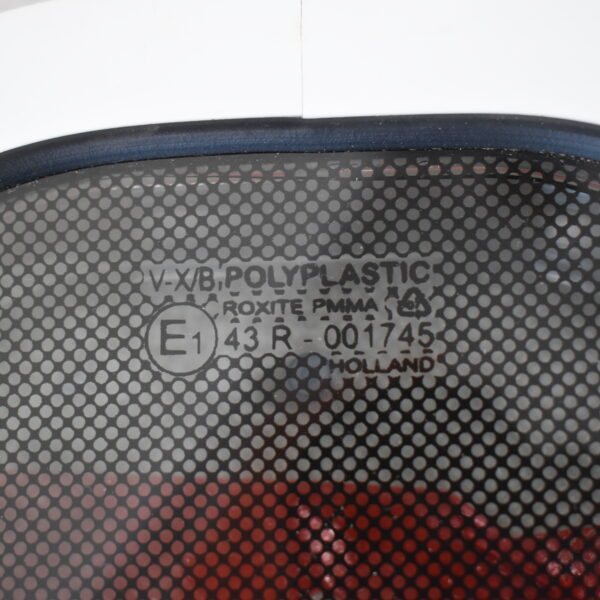 V-X/B, POLYPLASTIC
ROXITE PMMA
E1 43 R - 001745
HOLLAND